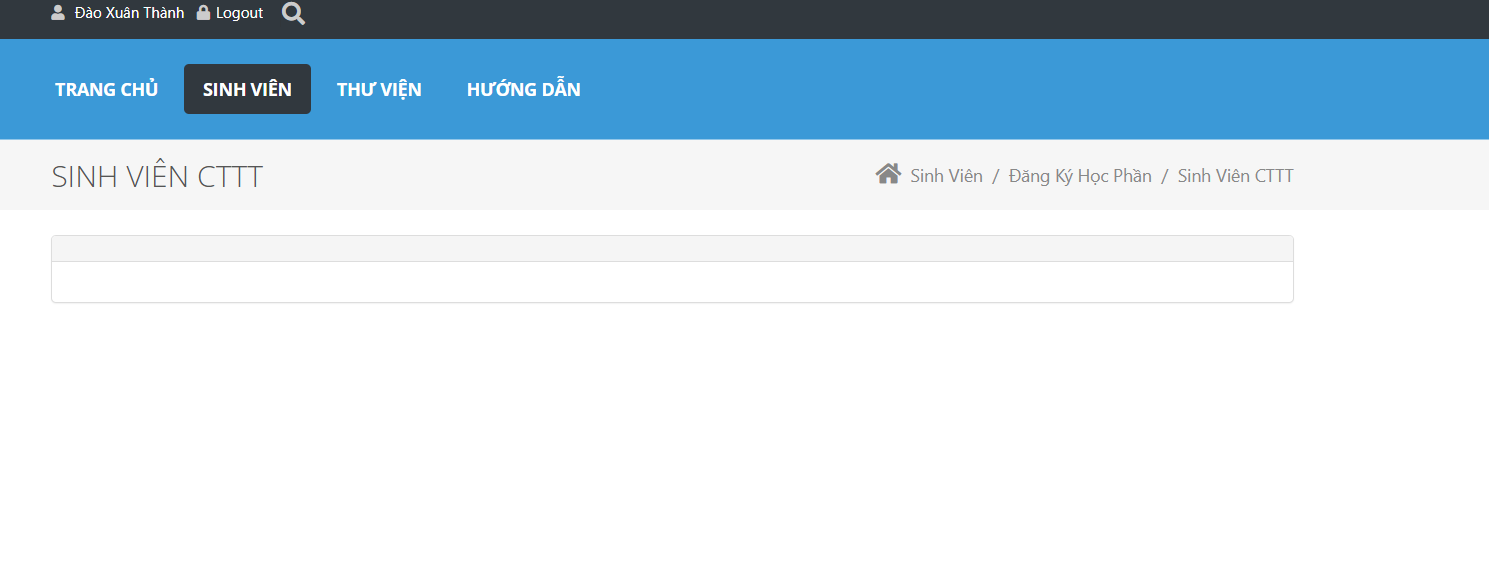 Đào Xuân Thành Logout
TRANG CHỦ SINH VIÊN THƯ VIỆN HƯỚNG DẪN
SINH VIÊN CTTT
Sinh Viên / Đăng Ký Học Phần / Sinh Viên CTTT